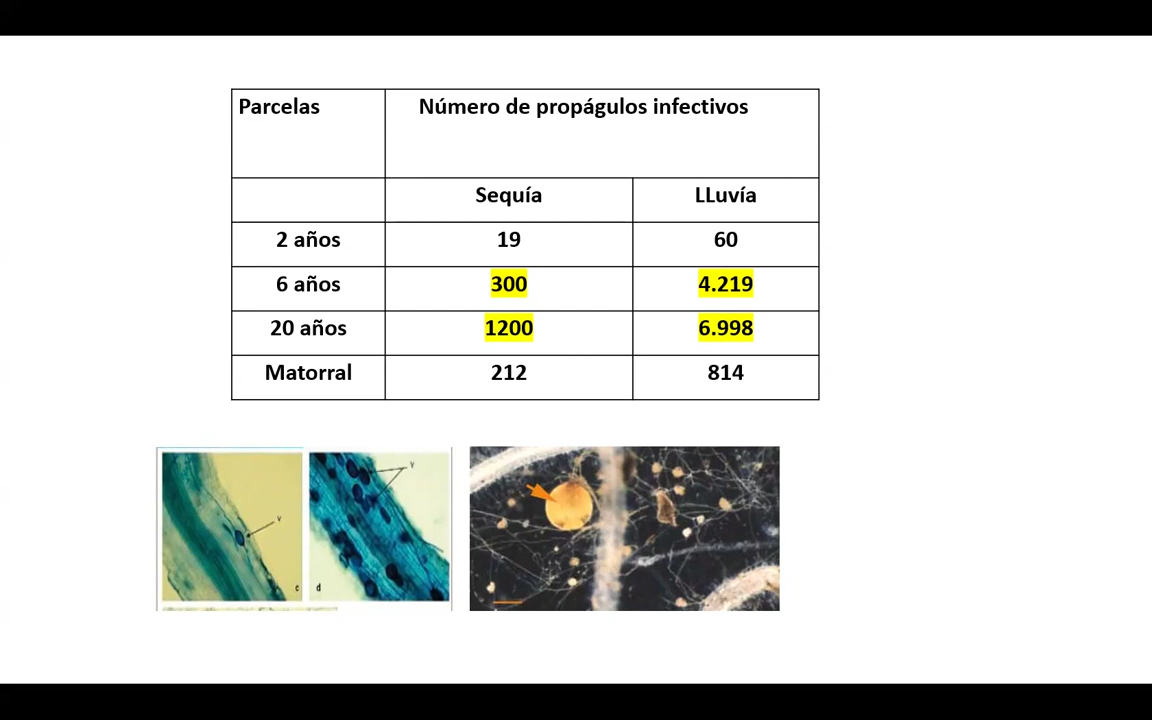 Parcelas Número de propágulos infectivos
Sequía LLuvía
2 años 19 60
6 años 300 4.219
20 años 1200 6.998
Matorral 212 814
v
v
c
d